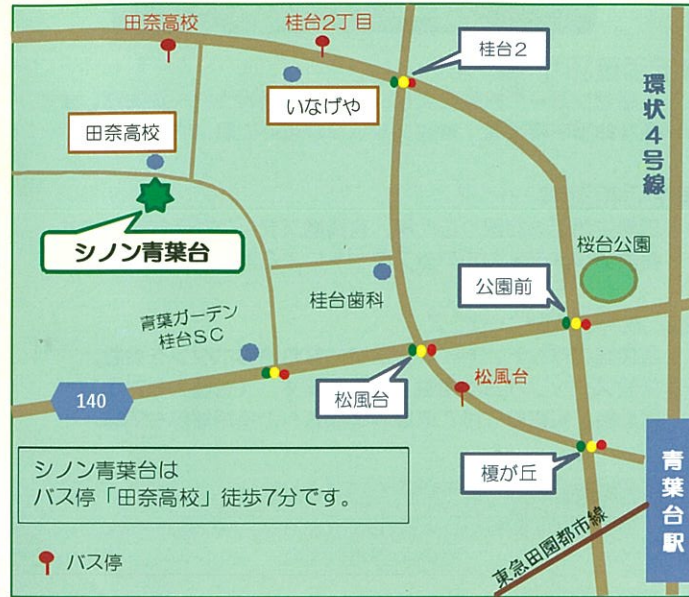 田奈高校
桂台2丁目
桂台2
いなげや
田奈高校
環状4号線
シノン青葉台
桜台公園
公園前
桂台歯科
青葉ガーデン
桂台SC
松風台
松風台
140
榎が丘
青葉台駅
シノン青葉台は
バス停「田奈高校」徒歩7分です。
東急田園都市線
バス停